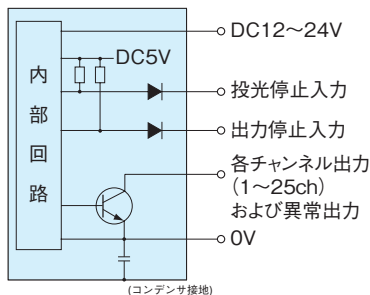 DC12〜24V
DC5V
内部回路
投光停止入力
出力停止入力
各チャンネル出力
(1〜25ch)
および異常出力
0V
(コンデンサ接地)